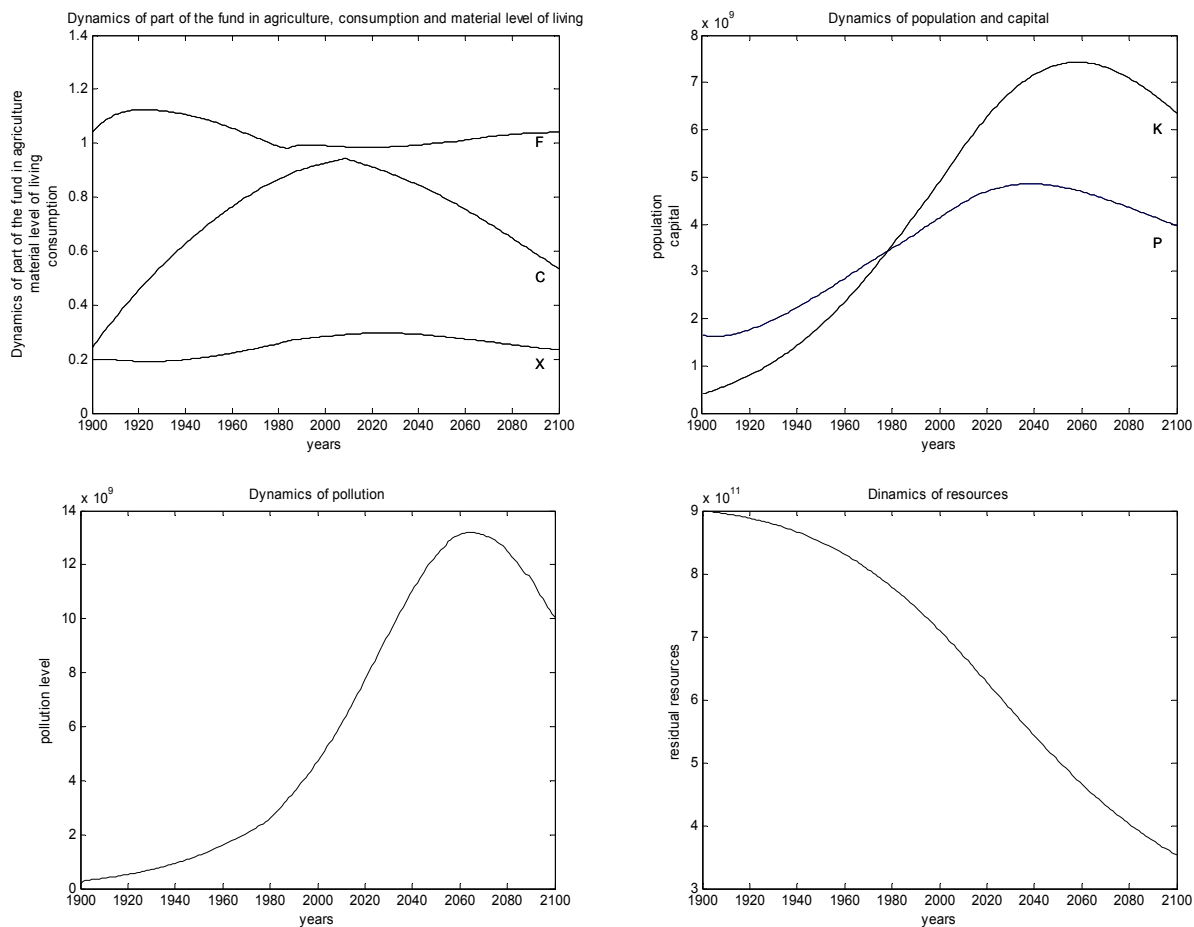 Dynamics of part of the fund in agriculture, consumption and material level of living
1.4
1.2
1
0.8
0.6
0.4
0.2
0
Dynamics of part of the fund in agriculture
material level of living
consumption
F
C
X
1900 1920 1940 1960 1980 2000 2020 2040 2060 2080 2100
years
Dynamics of population and capital
x 10^9
8
7
6
5
4
3
2
1
0
population
capital
K
P
1900 1920 1940 1960 1980 2000 2020 2040 2060 2080 2100
years
Dynamics of pollution
x 10^9
14
12
10
8
6
4
2
0
pollution level
1900 1920 1940 1960 1980 2000 2020 2040 2060 2080 2100
years
Dinamics of resources
x 10^11
9
8
7
6
5
4
3
residual resources
1900 1920 1940 1960 1980 2000 2020 2040 2060 2080 2100
years